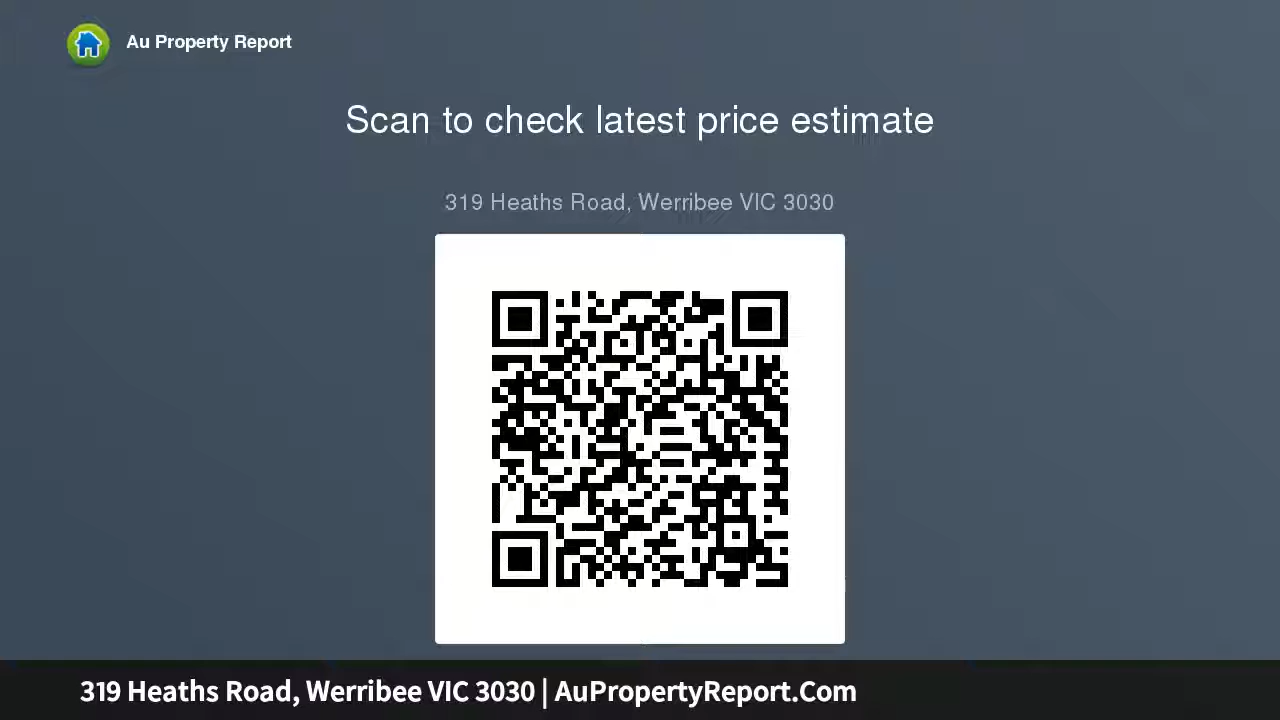 Au Property Report
Scan to check latest price estimate
319 Heaths Road, Werribee VIC 3030
319 Heaths Road, Werribee VIC 3030 | AuPropertyReport.Com